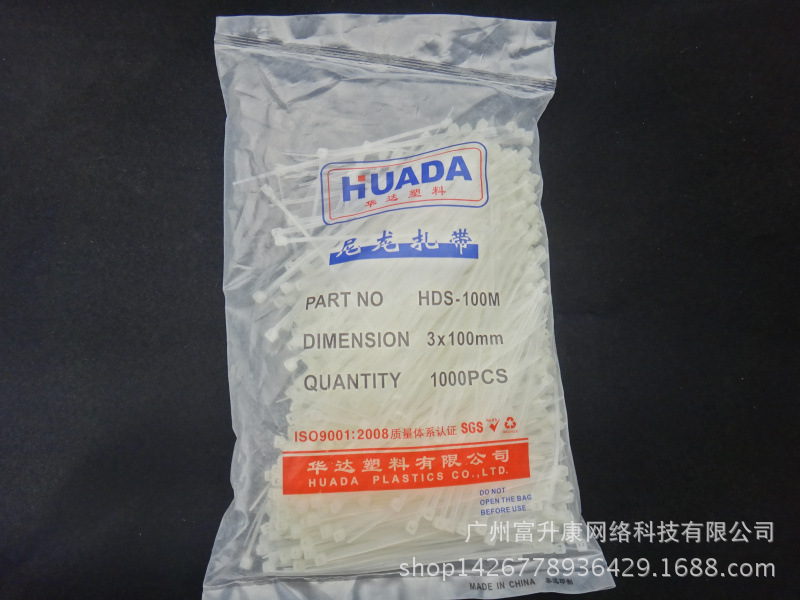 HUADA
华达塑料
尼龙扎带
PART NO HDS-100M
DIMENSION 3x100mm
QUANTITY 1000PCS
ISO9001:2008质量体系认证 SGS
华达塑料有限公司
HUADA PLASTICS CO.,LTD.
DO NOT
OPEN THE BAG
BEFORE USE
广州富升康网络科技有限公司
shop1426778936429.1688.com
MADE IN CHINA